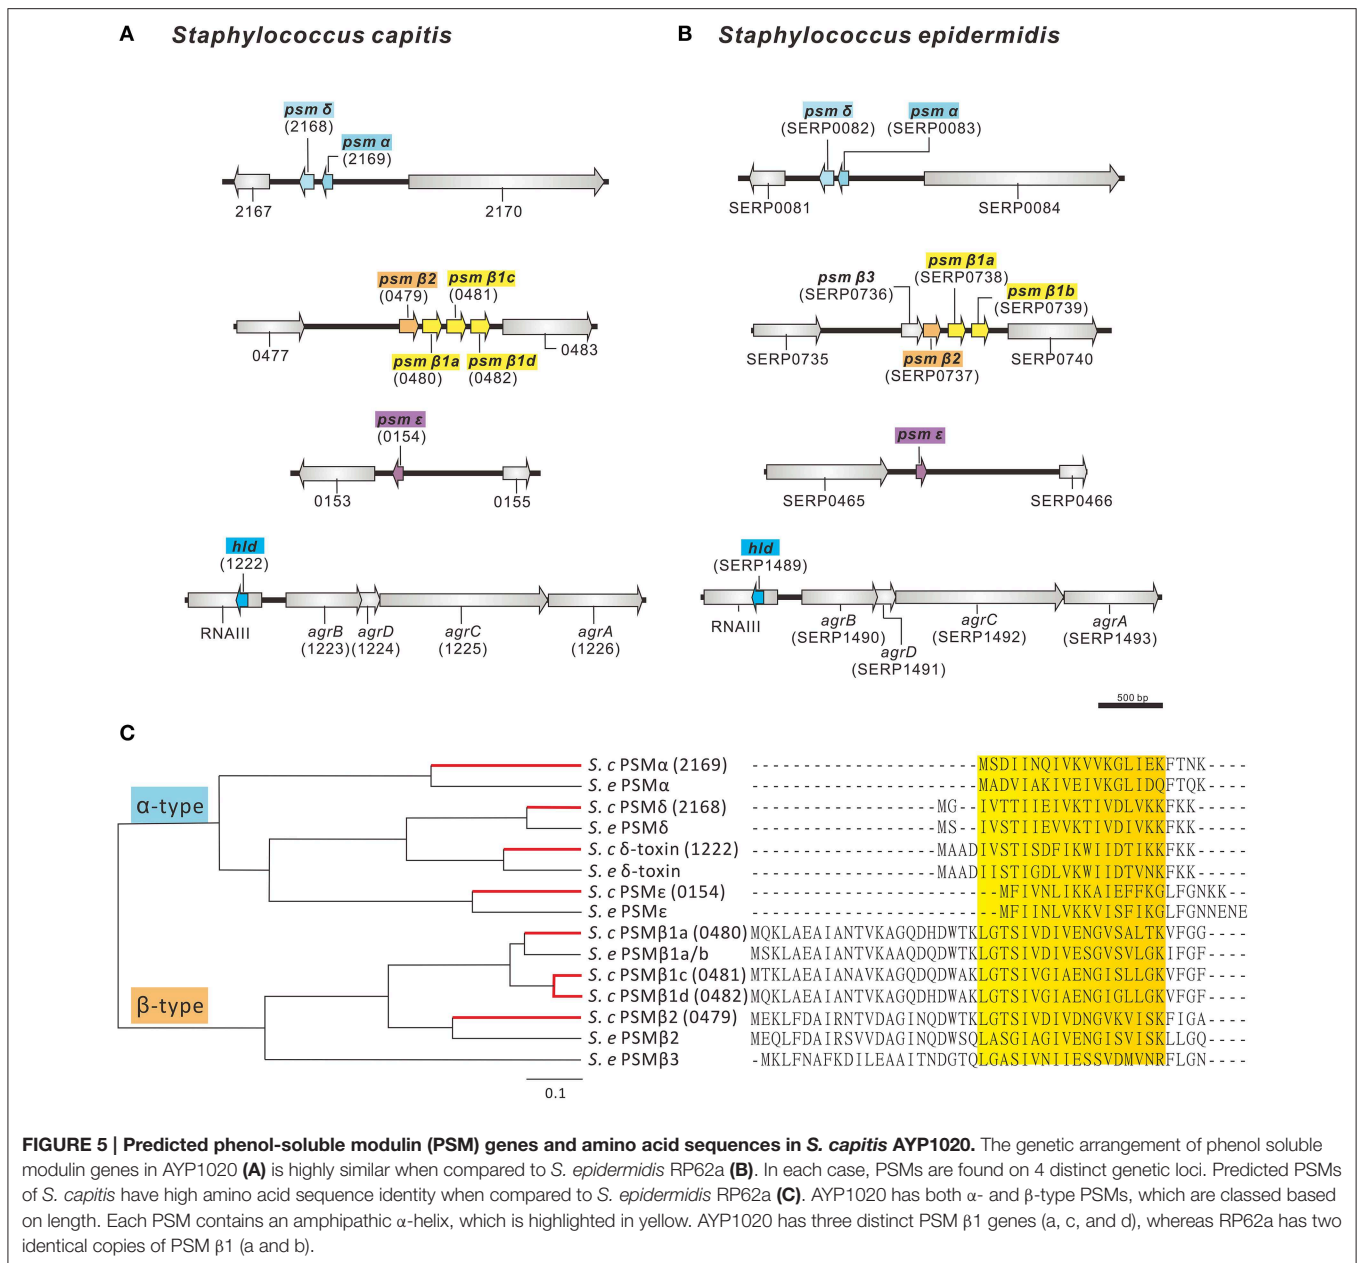 A Staphylococcus capitis
psm δ
(2168)
psm α
(2169)
2167
2170
psm β2
(0479)
psm β1c
(0481)
0477
psm β1a
(0480)
psm β1d
(0482)
0483
psm ε
(0154)
0153
0155
hld
(1222)
RNAIII
agrB
(1223)
agrD
(1224)
agrC
(1225)
agrA
(1226)
B Staphylococcus epidermidis
psm δ
(SERP0082)
psm α
(SERP0083)
SERP0081
SERP0084
psm β3
(SERP0736)
psm β1a
(SERP0738)
psm β1b
(SERP0739)
SERP0735
psm β2
(SERP0737)
SERP0740
psm ε
SERP0465
SERP0466
hld
(SERP1489)
RNAIII
agrB
(SERP1490)
agrD
(SERP1491)
agrC
(SERP1492)
agrA
(SERP1493)
500 bp
C
α-type
β-type
S. c PSMα (2169) - - - - - - - - - - - - - - - - - - - - - - - MSDIINQIVKVVKGLIEKFTNK - - - -
S. e PSMα - - - - - - - - - - - - - - - - - - - - - - - MADVIAKIVEIVKGLIDQFTQK - - - -
S. c PSMδ (2168) - - - - - - - - - - - - - - - - - - - MG - - IVTTIIEIVKTIVDLVKKFKK - - - - -
S. e PSMδ - - - - - - - - - - - - - - - - - - - MS - - IVSTIIEVVKTIVDIVKKFKK - - - - -
S. c δ-toxin (1222) - - - - - - - - - - - - - - - - - - - MAADIVSTISDFIKWIIDTIKKFKK - - - - -
S. e δ-toxin - - - - - - - - - - - - - - - - - - - MAADIISTIGDLVKWIIDTVNKFKK - - - - -
S. c PSMε (0154) - - - - - - - - - - - - - - - - - - - - - - - - - MFIVNLIKKAIEFFKGLFGNKK - -
S. e PSMε - - - - - - - - - - - - - - - - - - - - - - - - - MFIINLVKKVISFIKGLFGNNENE
S. c PSMβ1a (0480) MQKLAEAIANTVKAGQDHDWTKLGTSIVDIVENGVSALTKVFGG - - - -
S. e PSMβ1a/b MSKLAEAIANTVKAAQDQDWTKLGTSIVDIVESGVSVLGKIFGF - - - -
S. c PSMβ1c (0481) MTKLAEAIANAVKAGQDQDWAKLGTSIVGIAENGISLLGKVFGF - - - -
S. c PSMβ1d (0482) MQKLAEAIANTVKAGQDHDWAKLGTSIVGIAENGIGLLGKVFGF - - - -
S. c PSMβ2 (0479) MEKLFDAIRNTVDAGINQDWTKLGTSIVDIVDNGVKVISKFIGA - - - -
S. e PSMβ2 MEQLFDAIRSVVDAGINQDWSQLASGIAGIVENGISVISKLLGQ - - - -
S. e PSMβ3 - MKLFNAFKDILEAAITNDGTQLGASIVNIIESSVDMVNRFLGN - - - -
0.1
FIGURE 5 | Predicted phenol-soluble modulin (PSM) genes and amino acid sequences in S. capitis AYP1020. The genetic arrangement of phenol soluble
modulin genes in AYP1020 (A) is highly similar when compared to S. epidermidis RP62a (B). In each case, PSMs are found on 4 distinct genetic loci. Predicted PSMs
of S. capitis have high amino acid sequence identity when compared to S. epidermidis RP62a (C). AYP1020 has both α- and β-type PSMs, which are classed based
on length. Each PSM contains an amphipathic α-helix, which is highlighted in yellow. AYP1020 has three distinct PSM β1 genes (a, c, and d), whereas RP62a has two
identical copies of PSM β1 (a and b).